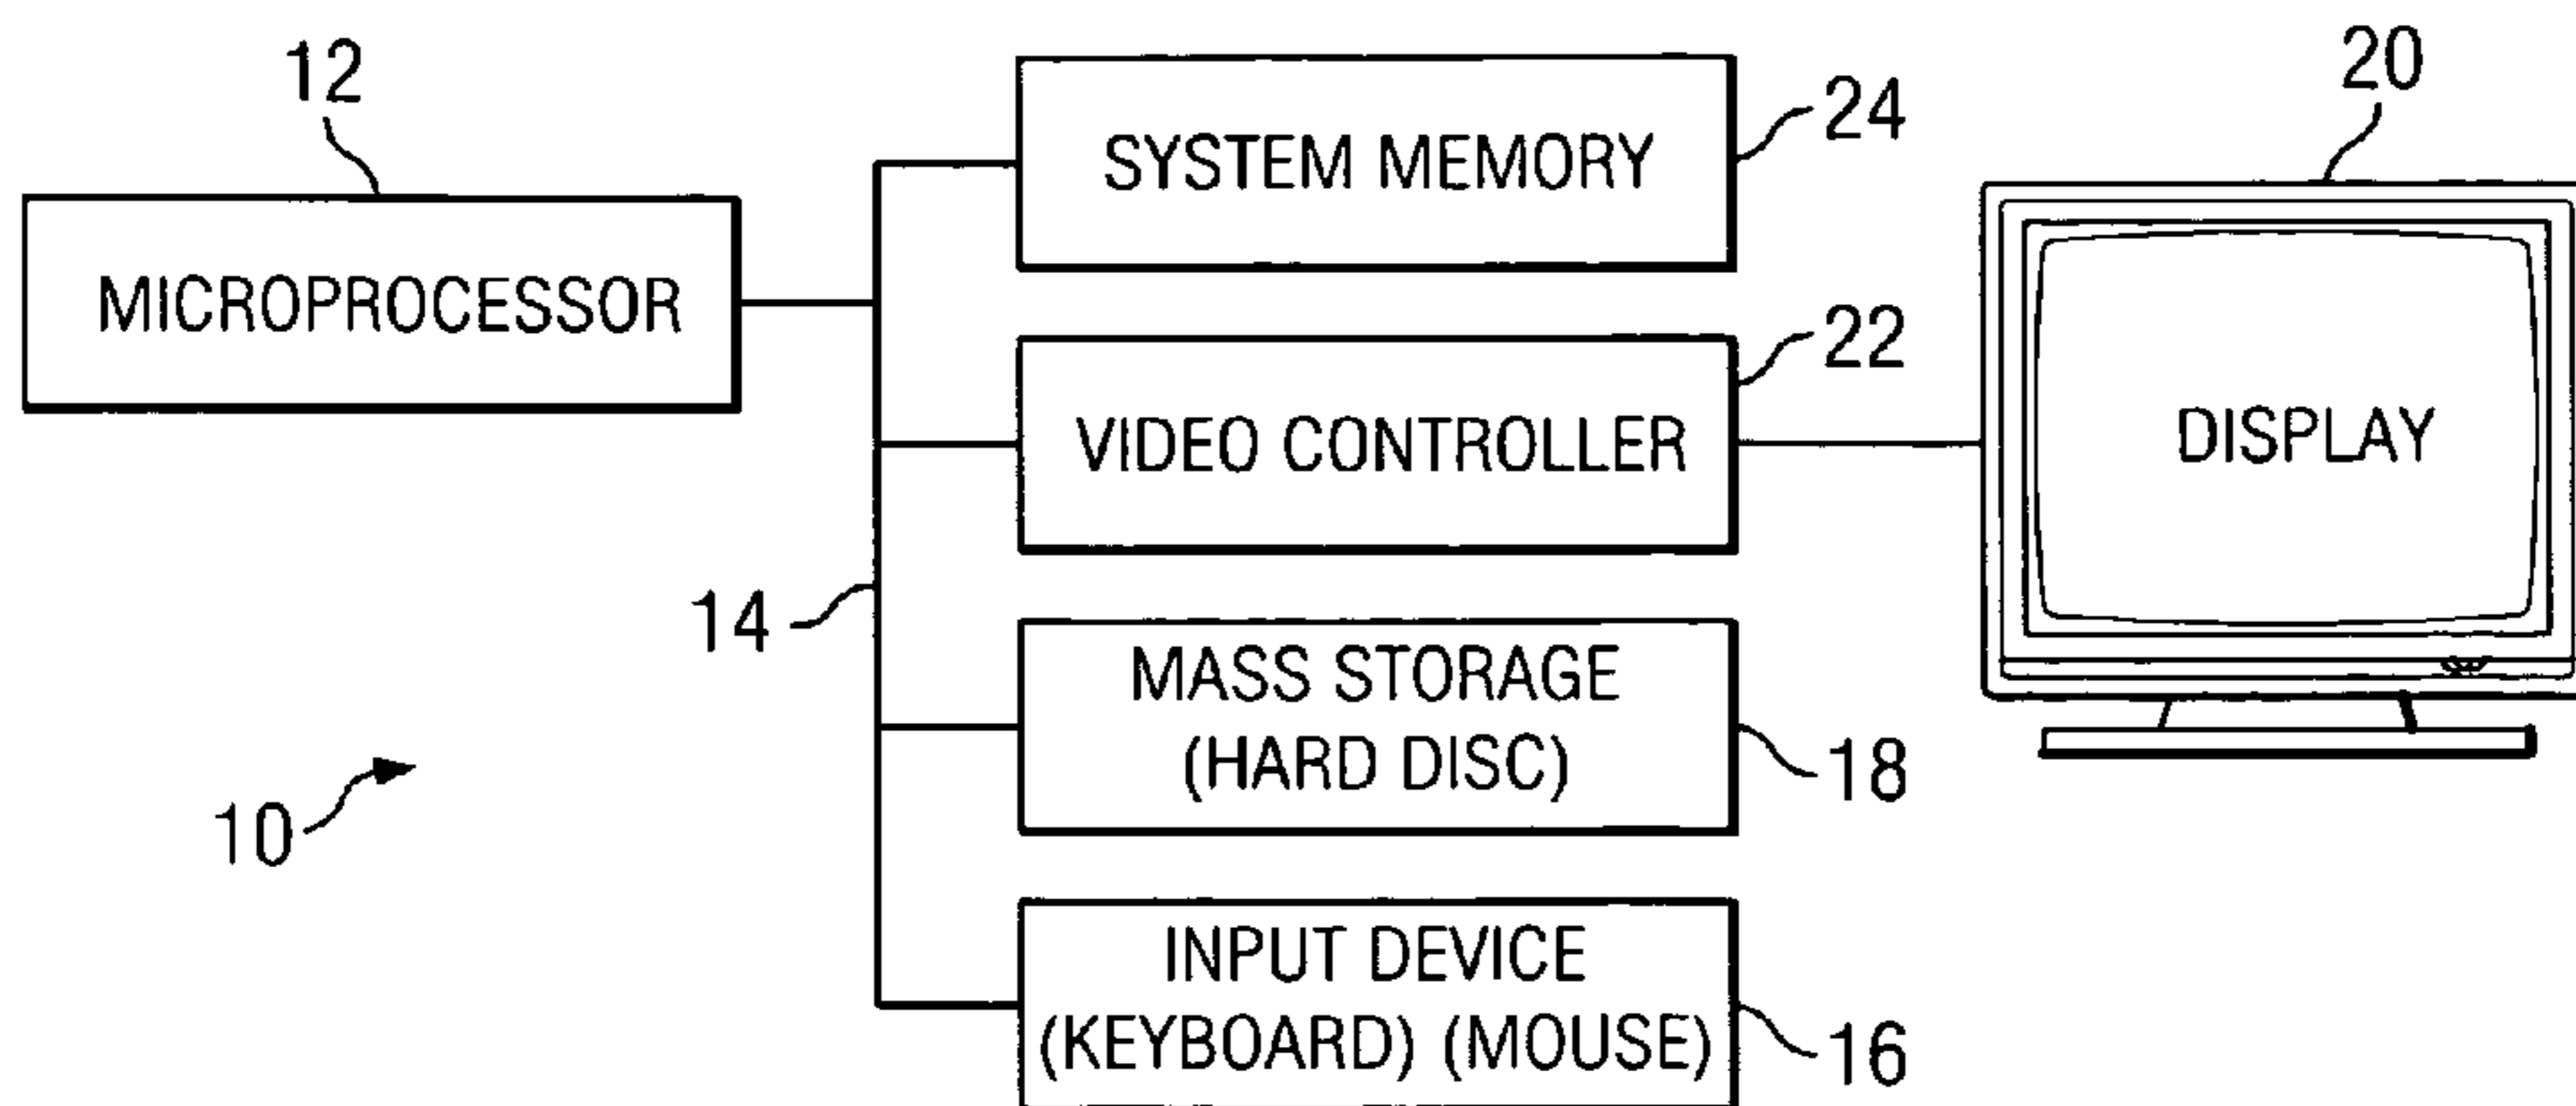 12
MICROPROCESSOR
SYSTEM MEMORY
24
20
VIDEO CONTROLLER
22
DISPLAY
14
MASS STORAGE
(HARD DISC)
18
10
INPUT DEVICE
(KEYBOARD) (MOUSE)
16